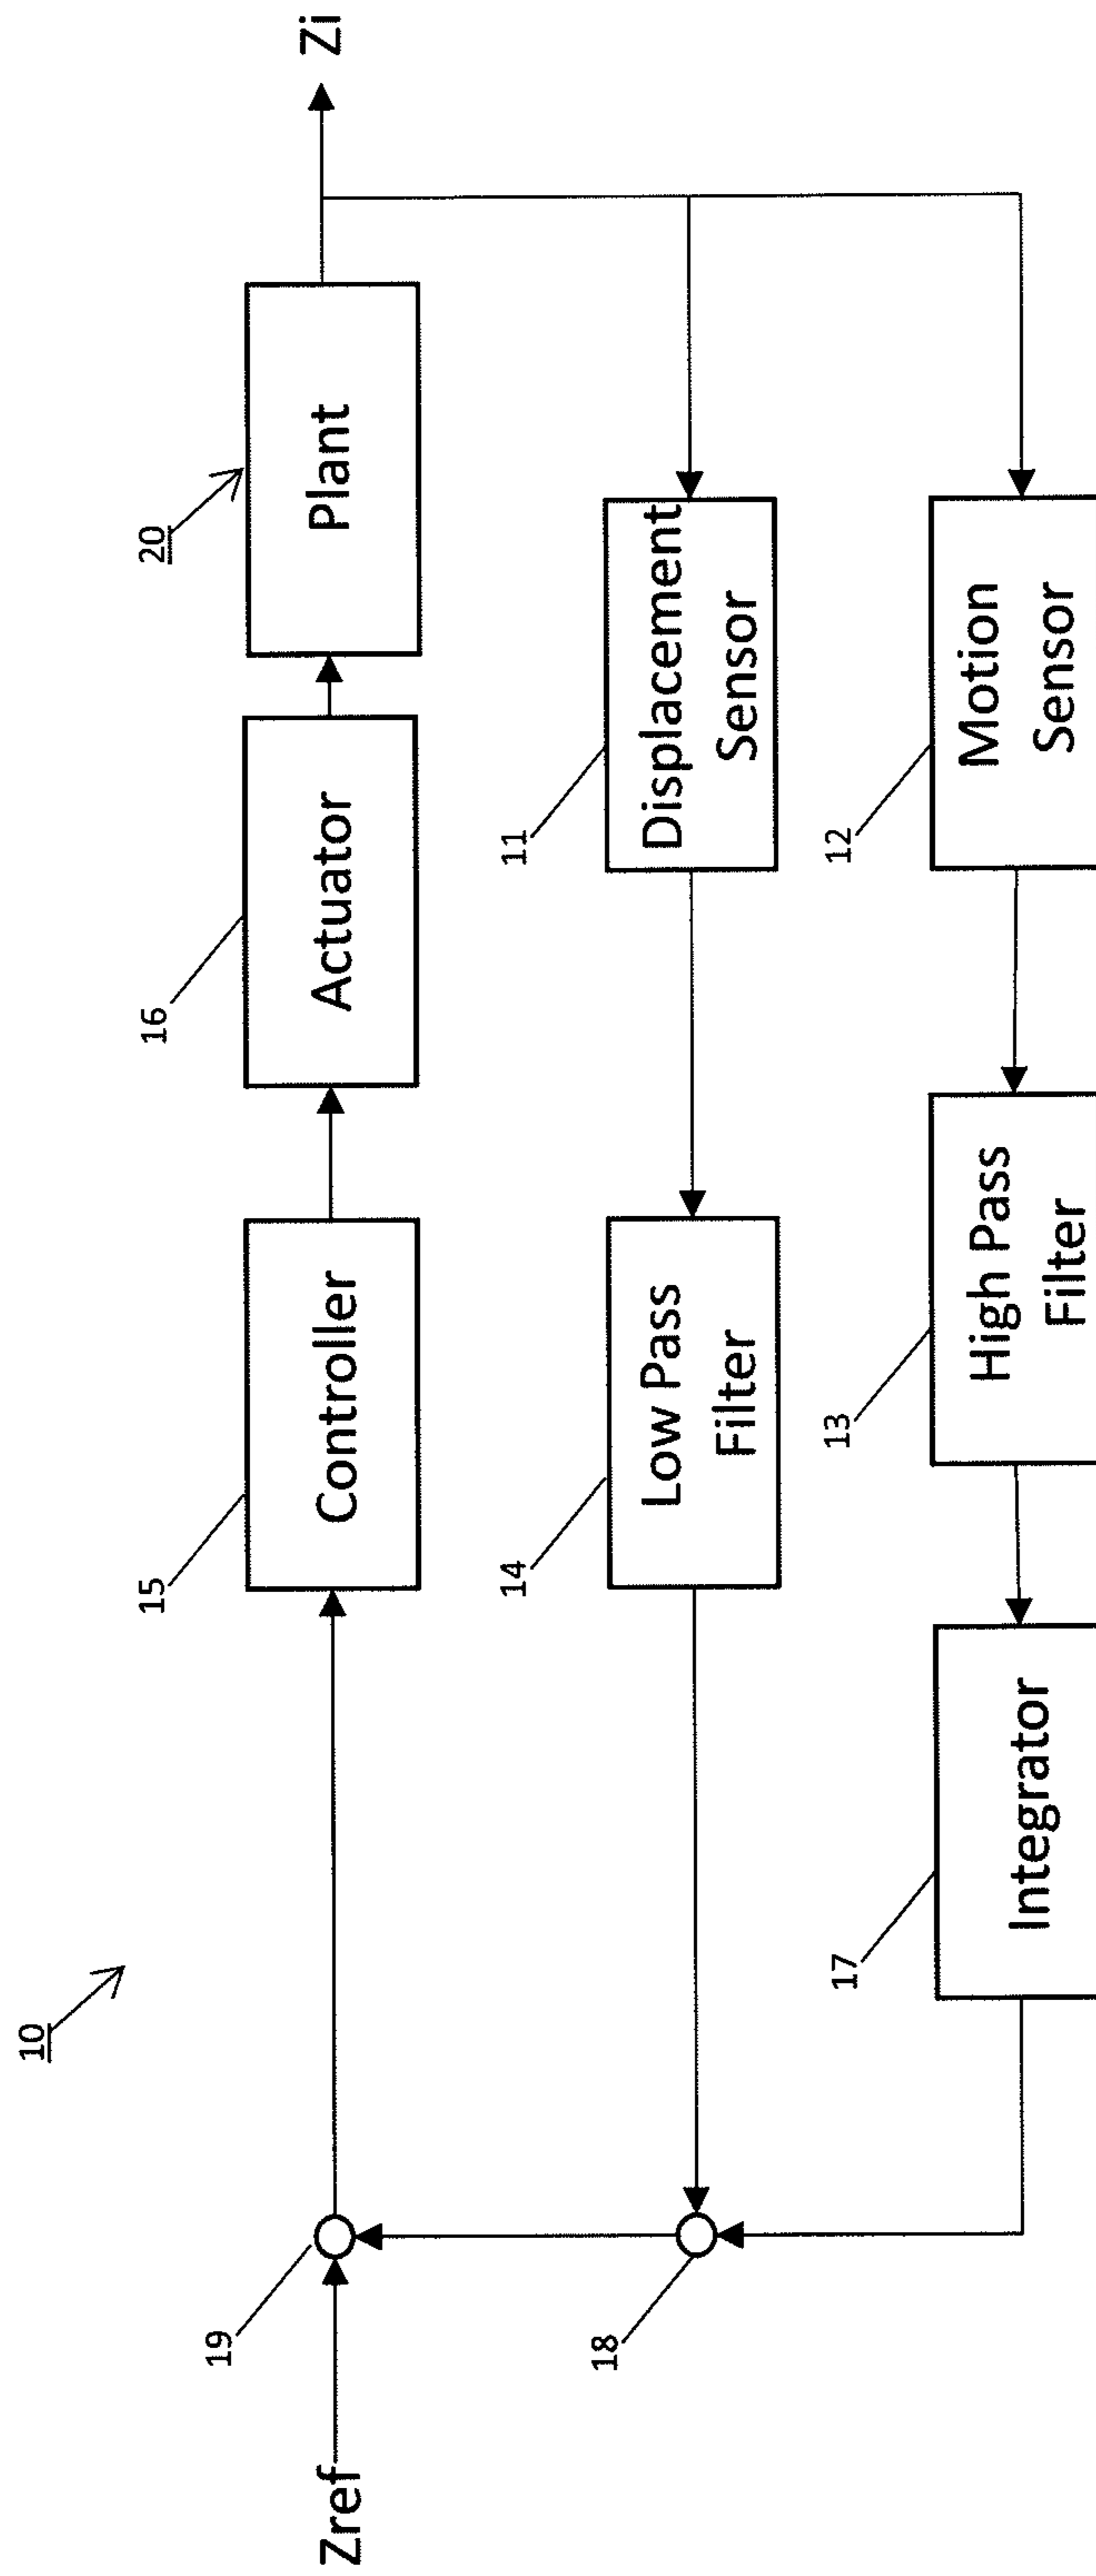 10
Zref
19
15
Controller
16
Actuator
20
Plant
Zi
18
14
Low Pass
Filter
11
Displacement
Sensor
17
Integrator
13
High Pass
Filter
12
Motion
Sensor